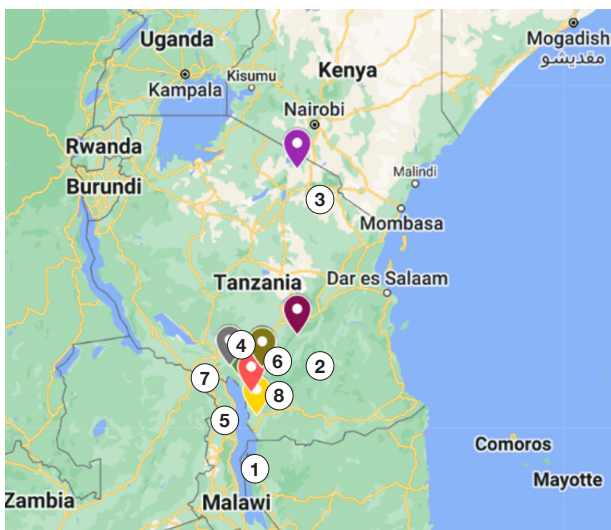 Mogadish
مقديشو
Uganda
Kenya
Kisumu
Kampala
Nairobi
Rwanda
Burundi
Malindi
3
Mombasa
Tanzania
Dar es Salaam
4
6
2
7
8
5
Comoros
1
Mayotte
Zambia
Malawi